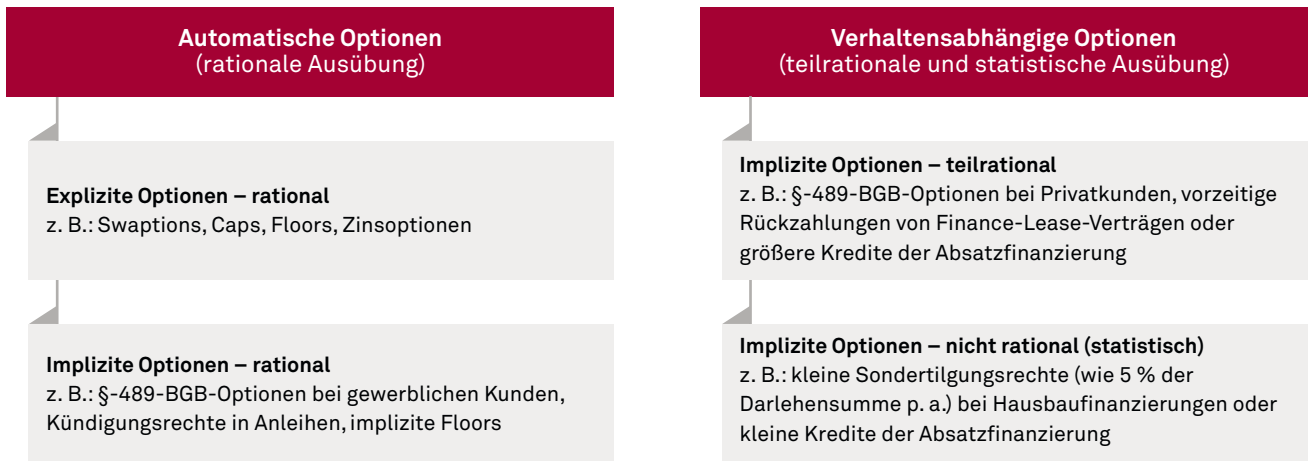 Automatische Optionen
(rationale Ausübung)
Explizite Optionen – rational
z. B.: Swaptions, Caps, Floors, Zinsoptionen
Implizite Optionen – rational
z. B.: §-489-BGB-Optionen bei gewerblichen Kunden,
Kündigungsrechte in Anleihen, implizite Floors
Verhaltensabhängige Optionen
(teilrationale und statistische Ausübung)
Implizite Optionen – teilrational
z. B.: §-489-BGB-Optionen bei Privatkunden, vorzeitige
Rückzahlungen von Finance-Lease-Verträgen oder
größere Kredite der Absatzfinanzierung
Implizite Optionen – nicht rational (statistisch)
z. B.: kleine Sondertilgungsrechte (wie 5 % der
Darlehensumme p. a.) bei Hausbaufinanzierungen oder
kleine Kredite der Absatzfinanzierung